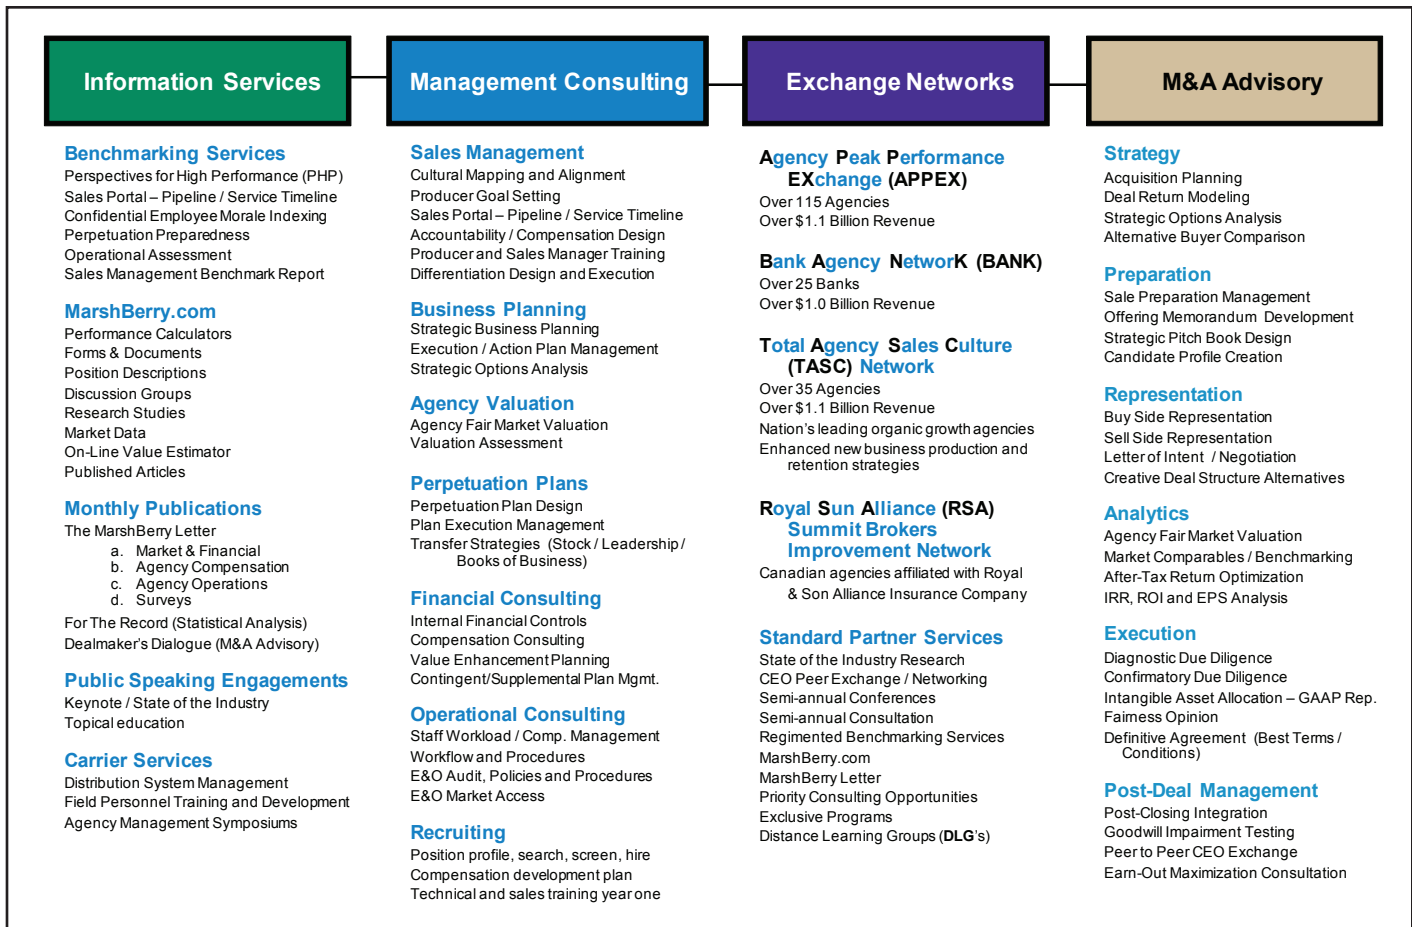 Information Services
Management Consulting
Exchange Networks
M&A Advisory
Benchmarking Services
Perspectives for High Performance (PHP)
Sales Portal – Pipeline / Service Timeline
Confidential Employee Morale Indexing
Perpetuation Preparedness
Operational Assessment
Sales Management Benchmark Report
MarshBerry.com
Performance Calculators
Forms & Documents
Position Descriptions
Discussion Groups
Research Studies
Market Data
On-Line Value Estimator
Published Articles
Monthly Publications
The MarshBerry Letter
a. Market & Financial
b. Agency Compensation
c. Agency Operations
d. Surveys
For The Record (Statistical Analysis)
Dealmaker's Dialogue (M&A Advisory)
Public Speaking Engagements
Keynote / State of the Industry
Topical education
Carrier Services
Distribution System Management
Field Personnel Training and Development
Agency Management Symposiums
Sales Management
Cultural Mapping and Alignment
Producer Goal Setting
Sales Portal – Pipeline / Service Timeline
Accountability / Compensation Design
Producer and Sales Manager Training
Differentiation Design and Execution
Business Planning
Strategic Business Planning
Execution / Action Plan Management
Strategic Options Analysis
Agency Valuation
Agency Fair Market Valuation
Valuation Assessment
Perpetuation Plans
Perpetuation Plan Design
Plan Execution Management
Transfer Strategies (Stock / Leadership /
Books of Business)
Financial Consulting
Internal Financial Controls
Compensation Consulting
Value Enhancement Planning
Contingent/Supplemental Plan Mgmt.
Operational Consulting
Staff Workload / Comp. Management
Workflow and Procedures
E&O Audit, Policies and Procedures
E&O Market Access
Recruiting
Position profile, search, screen, hire
Compensation development plan
Technical and sales training year one
Agency Peak Performance
EXchange (APPEX)
Over 115 Agencies
Over $1.1 Billion Revenue
Bank Agency NetworK (BANK)
Over 25 Banks
Over $1.0 Billion Revenue
Total Agency Sales Culture
(TASC) Network
Over 35 Agencies
Over $1.1 Billion Revenue
Nation's leading organic growth agencies
Enhanced new business production and
retention strategies
Royal Sun Alliance (RSA)
Summit Brokers
Improvement Network
Canadian agencies affiliated with Royal
& Son Alliance Insurance Company
Standard Partner Services
State of the Industry Research
CEO Peer Exchange / Networking
Semi-annual Conferences
Semi-annual Consultation
Regimented Benchmarking Services
MarshBerry.com
MarshBerry Letter
Priority Consulting Opportunities
Exclusive Programs
Distance Learning Groups (DLG's)
Strategy
Acquisition Planning
Deal Return Modeling
Strategic Options Analysis
Alternative Buyer Comparison
Preparation
Sale Preparation Management
Offering Memorandum Development
Strategic Pitch Book Design
Candidate Profile Creation
Representation
Buy Side Representation
Sell Side Representation
Letter of Intent / Negotiation
Creative Deal Structure Alternatives
Analytics
Agency Fair Market Valuation
Market Comparables / Benchmarking
After-Tax Return Optimization
IRR, ROI and EPS Analysis
Execution
Diagnostic Due Diligence
Confirmatory Due Diligence
Intangible Asset Allocation – GAAP Rep.
Fairness Opinion
Definitive Agreement (Best Terms /
Conditions)
Post-Deal Management
Post-Closing Integration
Goodwill Impairment Testing
Peer to Peer CEO Exchange
Earn-Out Maximization Consultation